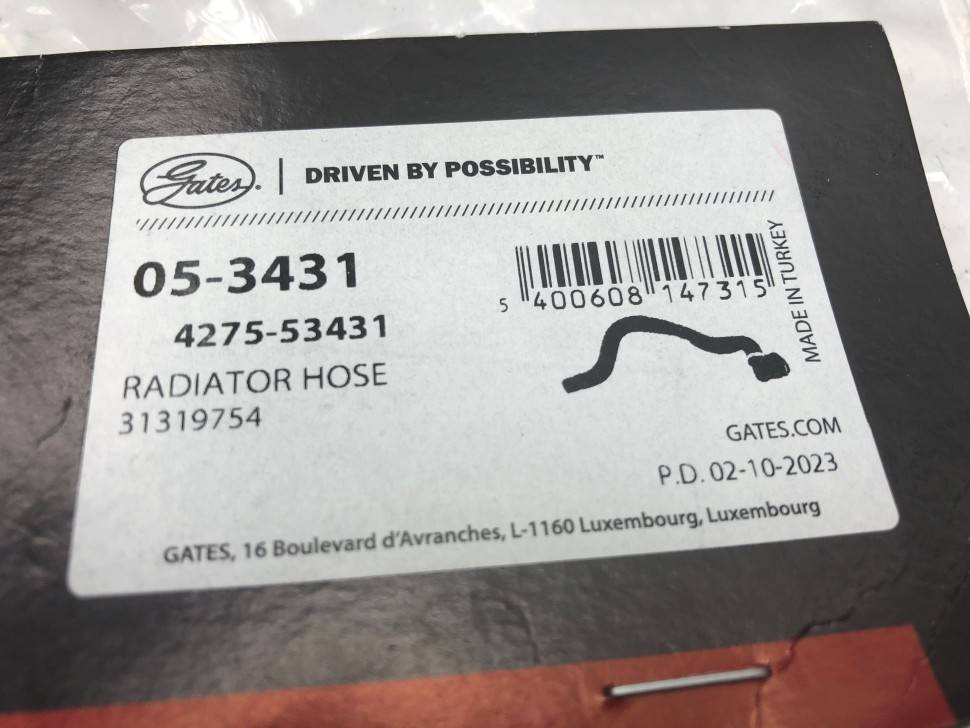 Gates. | DRIVEN BY POSSIBILITY™
05-3431
4275-53431
RADIATOR HOSE
31319754
5 400608 147315
MADE IN TURKEY
GATES.COM
P.D. 02-10-2023
GATES, 16 Boulevard d'Avranches, L-1160 Luxembourg, Luxembourg